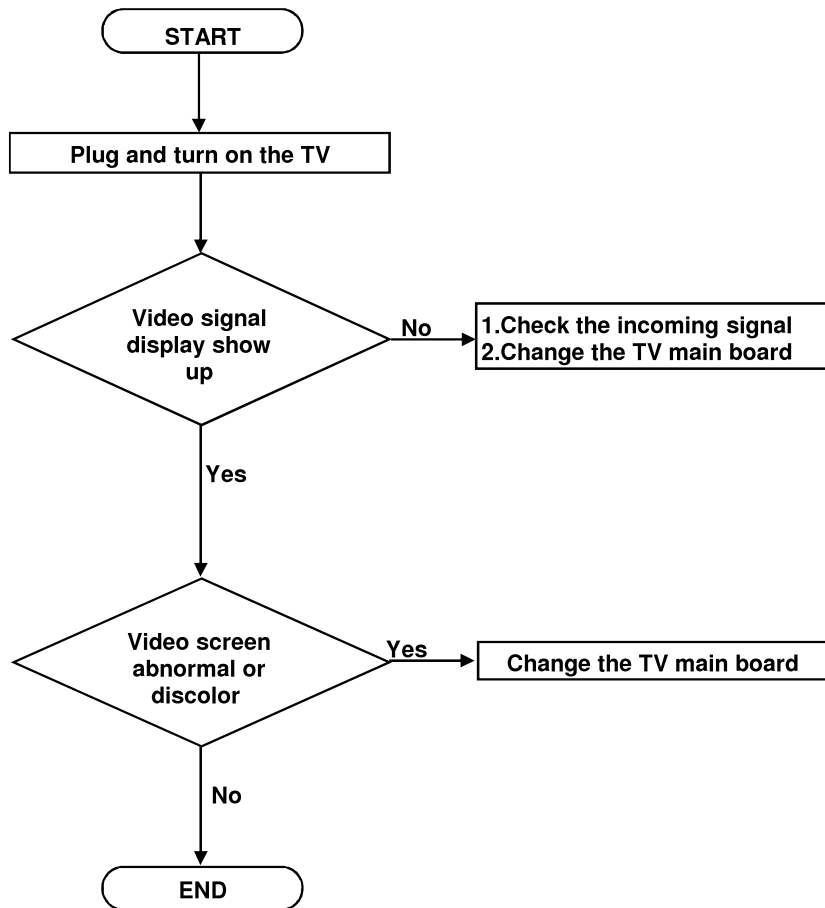 START
Plug and turn on the TV
Video signal
display show
up
No
1.Check the incoming signal
2.Change the TV main board
Yes
Video screen
abnormal or
discolor
Yes
Change the TV main board
No
END